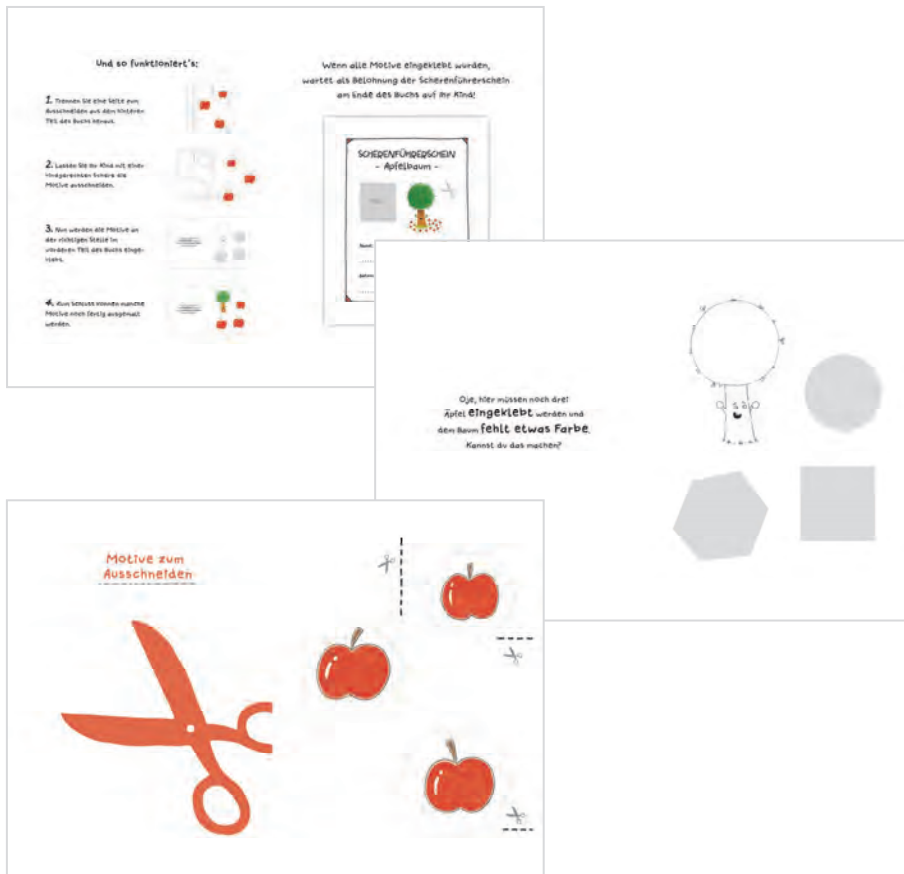 Und so funktioniert's:
1. Trennen Sie eine Seite zum
Ausschneiden aus dem hinteren
Teil des Buchs heraus.
2. Lassen Sie Ihr Kind mit einer
kindgerechten Schere die
Motive ausschneiden.
3. Nun werden die Motive an
der richtigen Stelle im
vorderen Teil des Buchs einge-
klebt.
4. Zum Schluss können manche
Motive noch fertig ausgemalt
werden.
Wenn alle Motive eingeklebt wurden,
wartet als Belohnung der Scherenführerschein
am Ende des Buchs auf Ihr Kind!
SCHERENFÜHRERSCHEIN
- Apfelbaum -
Oje, hier müssen noch drei
Äpfel eingeklebt werden und
dem Baum fehlt etwas Farbe.
Kannst du das machen?
Motive zum
Ausschneiden